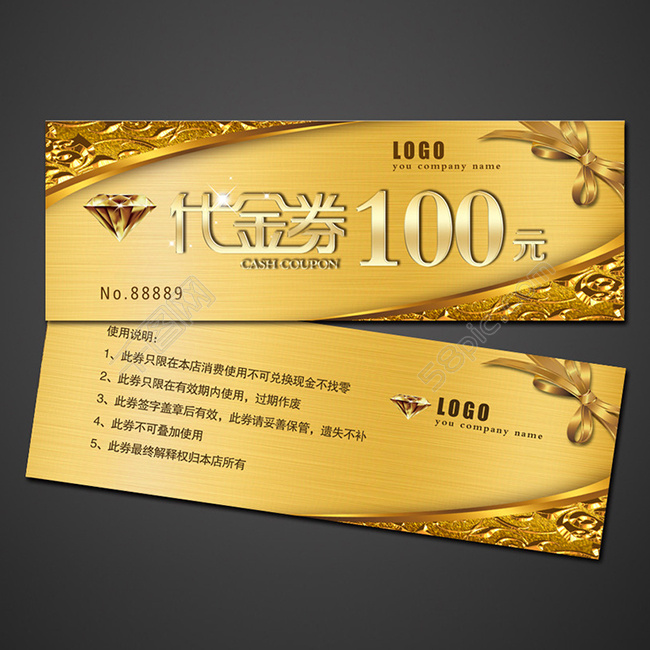 LOGO
you company name
代金券100元
CASH COUPON
No.88889
使用说明：
1、此券只限在本店消费使用不可兑换现金不找零
2、此券只限在有效期内使用，过期作废
3、此券签字盖章后有效，此券请妥善保管，遗失不补
4、此券不可叠加使用
5、此券最终解释权归本店所有
LOGO
you company name